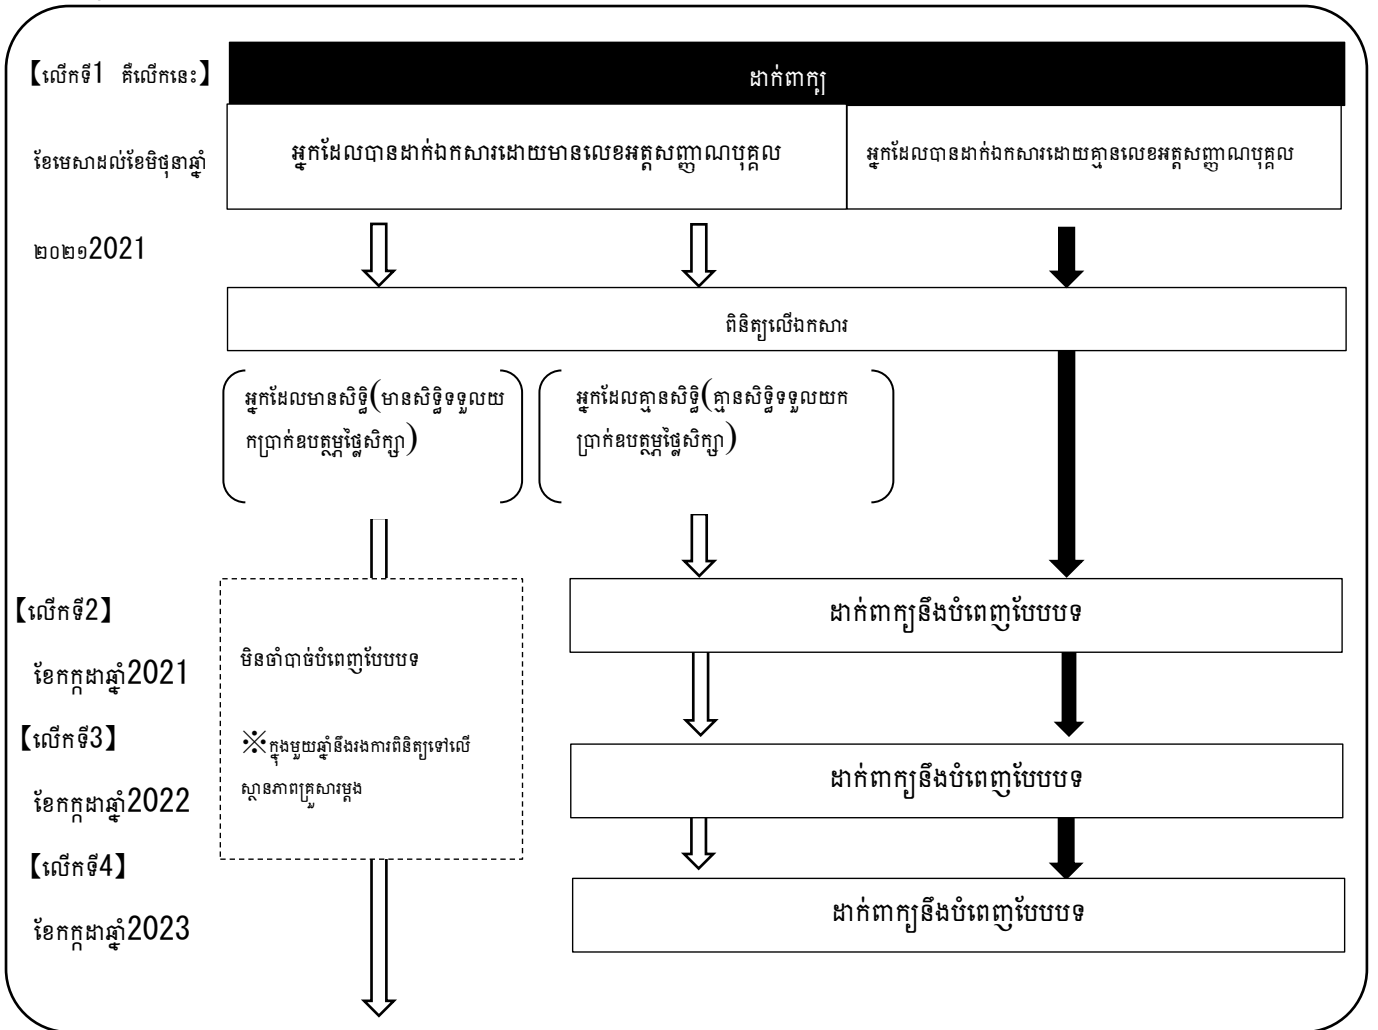 【លើកទី1 គឺលើកនេះ】
ដាក់ពាក្យ
ខែមេសាដល់ខែមិថុនាឆ្នាំ
អ្នកដែលបានដាក់ឯកសារដោយមានលេខអត្តសញ្ញាណបុគ្គល
អ្នកដែលបានដាក់ឯកសារដោយគ្មានលេខអត្តសញ្ញាណបុគ្គល
២០២១2021
ពិនិត្យលើឯកសារ
អ្នកដែលមានសិទ្ធិ(មានសិទ្ធិទទួលយ
កប្រាក់ឧបត្ថម្ភថ្លៃសិក្សា)
អ្នកដែលគ្មានសិទ្ធិ(គ្មានសិទ្ធិទទួលយក
ប្រាក់ឧបត្ថម្ភថ្លៃសិក្សា)
【លើកទី2】
ខែកក្កដាឆ្នាំ2021
ដាក់ពាក្យនឹងបំពេញបែបបទ
មិនចាំបាច់បំពេញបែបបទ
※ក្នុងមួយឆ្នាំនឹងរងការពិនិត្យទៅលើ
ស្ថានភាពគ្រួសារម្តង
【លើកទី3】
ខែកក្កដាឆ្នាំ2022
ដាក់ពាក្យនឹងបំពេញបែបបទ
【លើកទី4】
ខែកក្កដាឆ្នាំ2023
ដាក់ពាក្យនឹងបំពេញបែបបទ